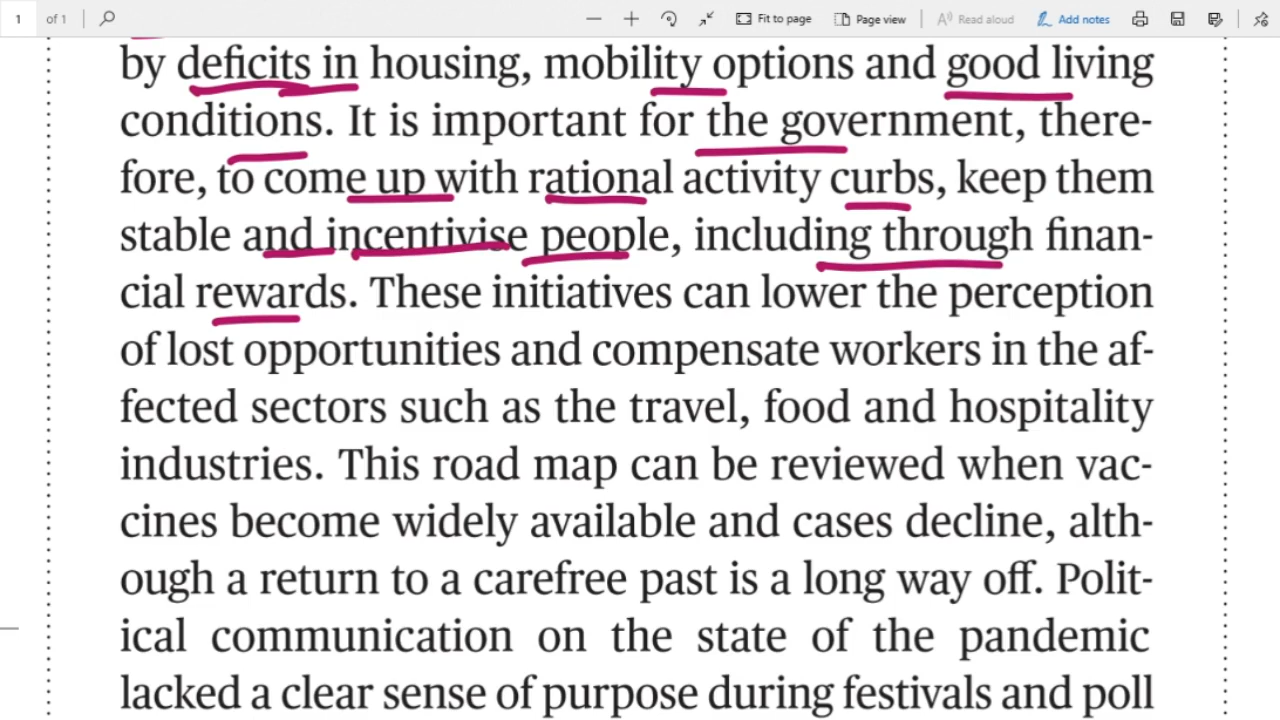 1 of 1 Fit to page Page view Read aloud Add notes
by deficits in housing, mobility options and good living
conditions. It is important for the government, there-
fore, to come up with rational activity curbs, keep them
stable and incentivise people, including through finan-
cial rewards. These initiatives can lower the perception
of lost opportunities and compensate workers in the af-
fected sectors such as the travel, food and hospitality
industries. This road map can be reviewed when vac-
cines become widely available and cases decline, alth-
ough a return to a carefree past is a long way off. Polit-
ical communication on the state of the pandemic
lacked a clear sense of purpose during festivals and poll